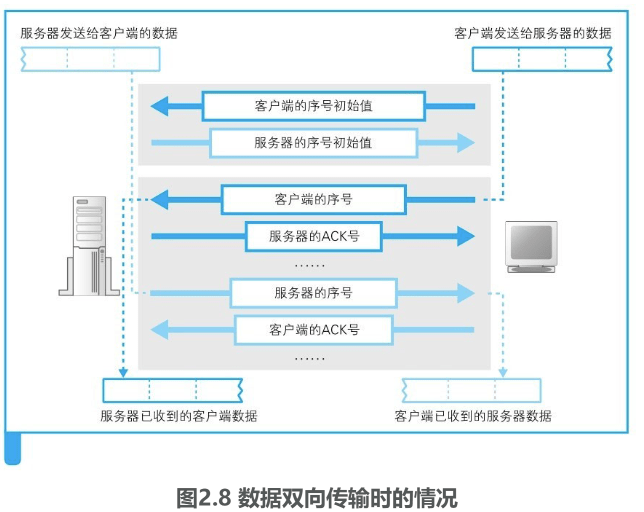 服务器发送给客户端的数据
客户端发送给服务器的数据
客户端的序号初始值
服务器的序号初始值
客户端的序号
服务器的ACK号
……
服务器的序号
客户端的ACK号
……
服务器已收到的客户端数据
客户端已收到的服务器数据
图2.8 数据双向传输时的情况